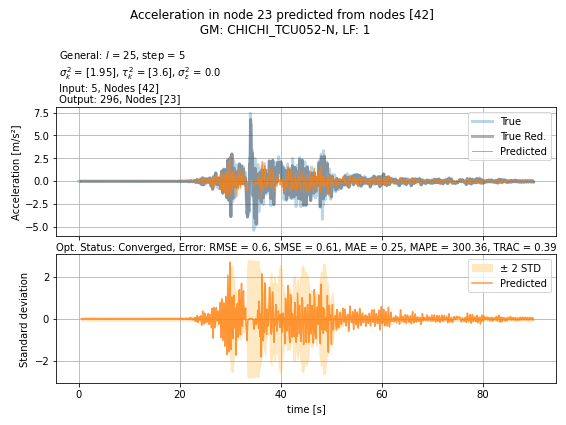 Acceleration in node 23 predicted from nodes [42]
GM: CHICHI_TCU052-N, LF: 1
General: l = 25, step = 5
σ²_k = [1.95], τ²_k = [3.6], σ²_ε = 0.0
Input: 5, Nodes [42]
Output: 296, Nodes [23]
Acceleration [m/s²]
7.5
5.0
2.5
0.0
−2.5
−5.0
True
True Red.
Predicted
Opt. Status: Converged, Error: RMSE = 0.6, SMSE = 0.61, MAE = 0.25, MAPE = 300.36, TRAC = 0.39
Standard deviation
2
0
−2
± 2 STD
Predicted
0 20 40 60 80
time [s]